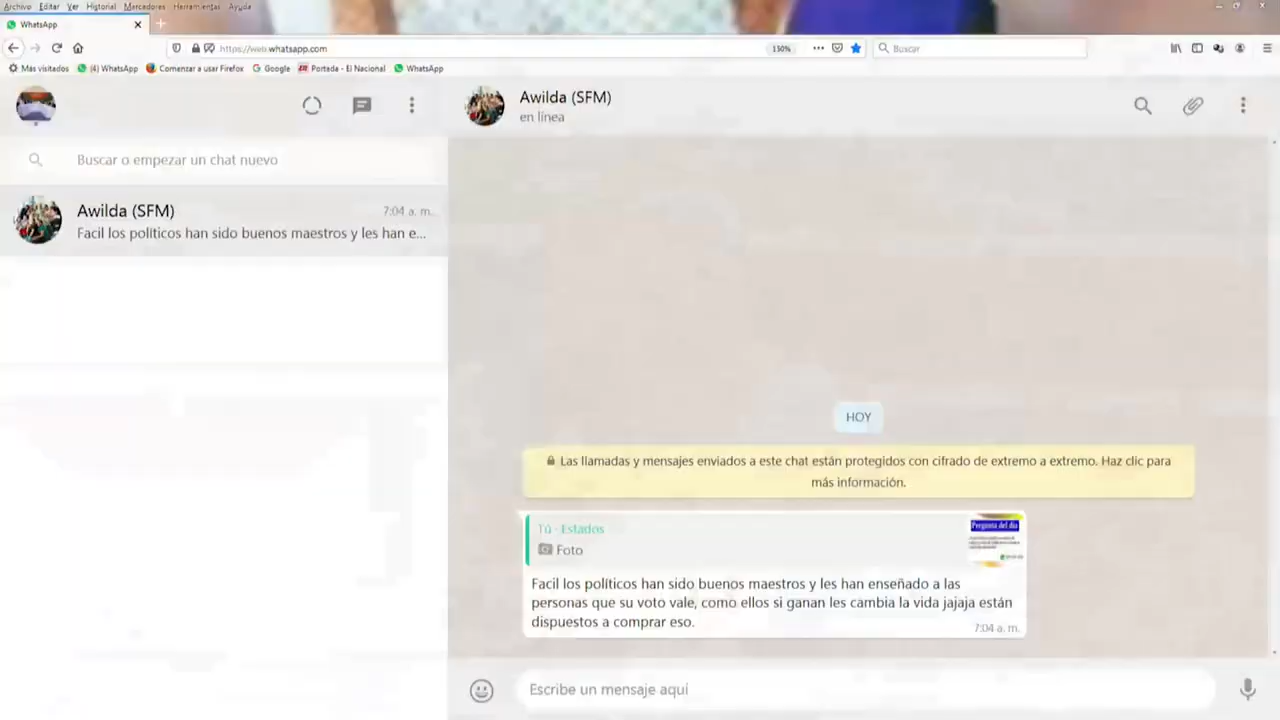 Archivo Editar Ver Historial Marcadores Herramientas Ayuda
WhatsApp
https://web.whatsapp.com
150%
Buscar
Más visitados
(4) WhatsApp
Comenzar a usar Firefox
Google
Portada - El Nacional
WhatsApp
Awilda (SFM)
en línea
Buscar o empezar un chat nuevo
Awilda (SFM)
7:04 a. m.
Facil los políticos han sido buenos maestros y les han e...
HOY
Las llamadas y mensajes enviados a este chat están protegidos con cifrado de extremo a extremo. Haz clic para
más información.
Tú · Estados
Foto
Pregunta del día
Facil los políticos han sido buenos maestros y les han enseñado a las
personas que su voto vale, como ellos si ganan les cambia la vida jajaja están
dispuestos a comprar eso.
7:04 a. m.
Escribe un mensaje aquí